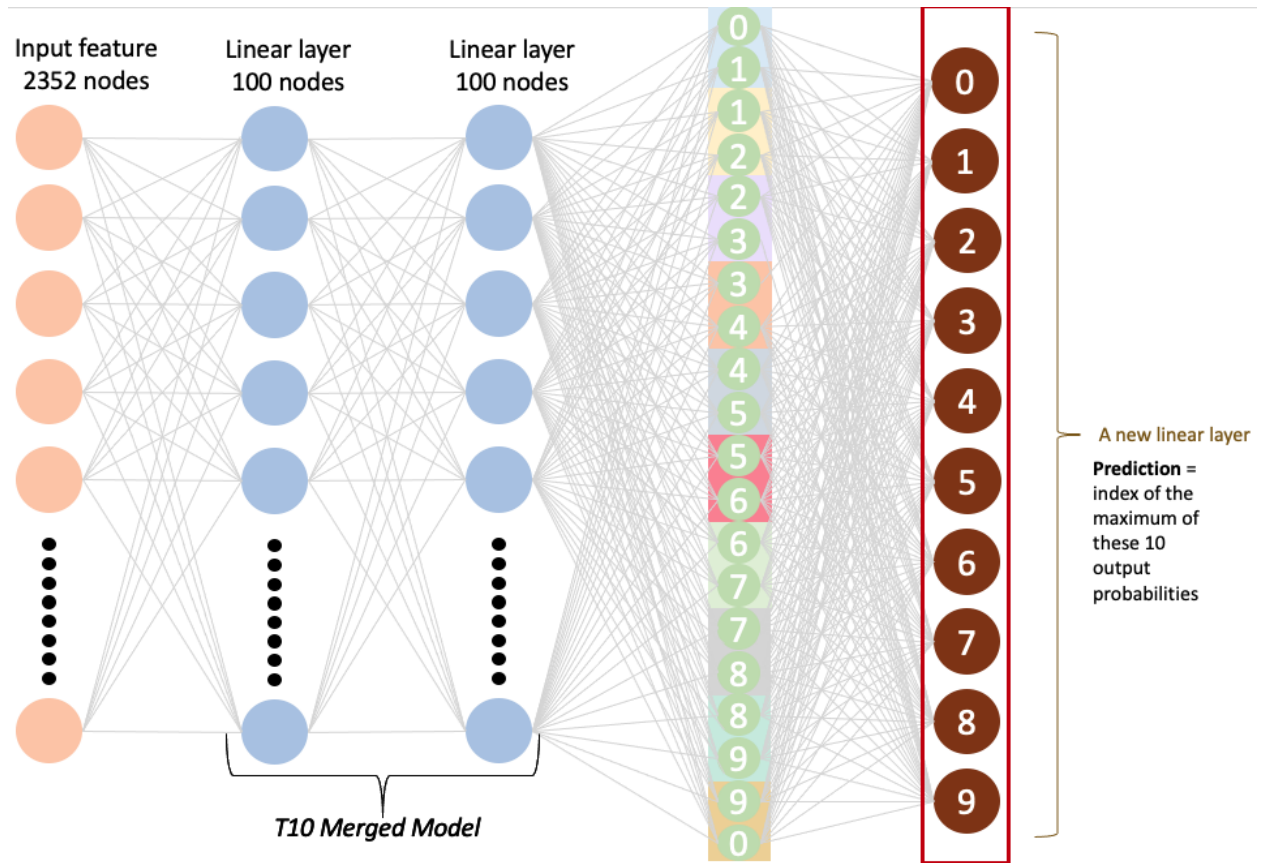 Input feature
2352 nodes
Linear layer
100 nodes
Linear layer
100 nodes
T10 Merged Model
0
1
1
2
2
3
3
4
4
5
5
6
6
7
7
8
8
9
9
0
0
1
2
3
4
5
6
7
8
9
A new linear layer
Prediction =
index of the
maximum of
these 10
output
probabilities